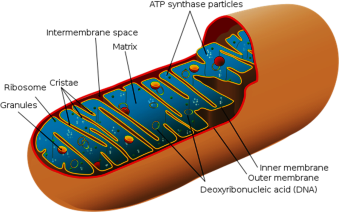 ATP synthase particles
Intermembrane space
Matrix
Cristae
Ribosome
Granules
Inner membrane
Outer membrane
Deoxyribonucleic acid (DNA)